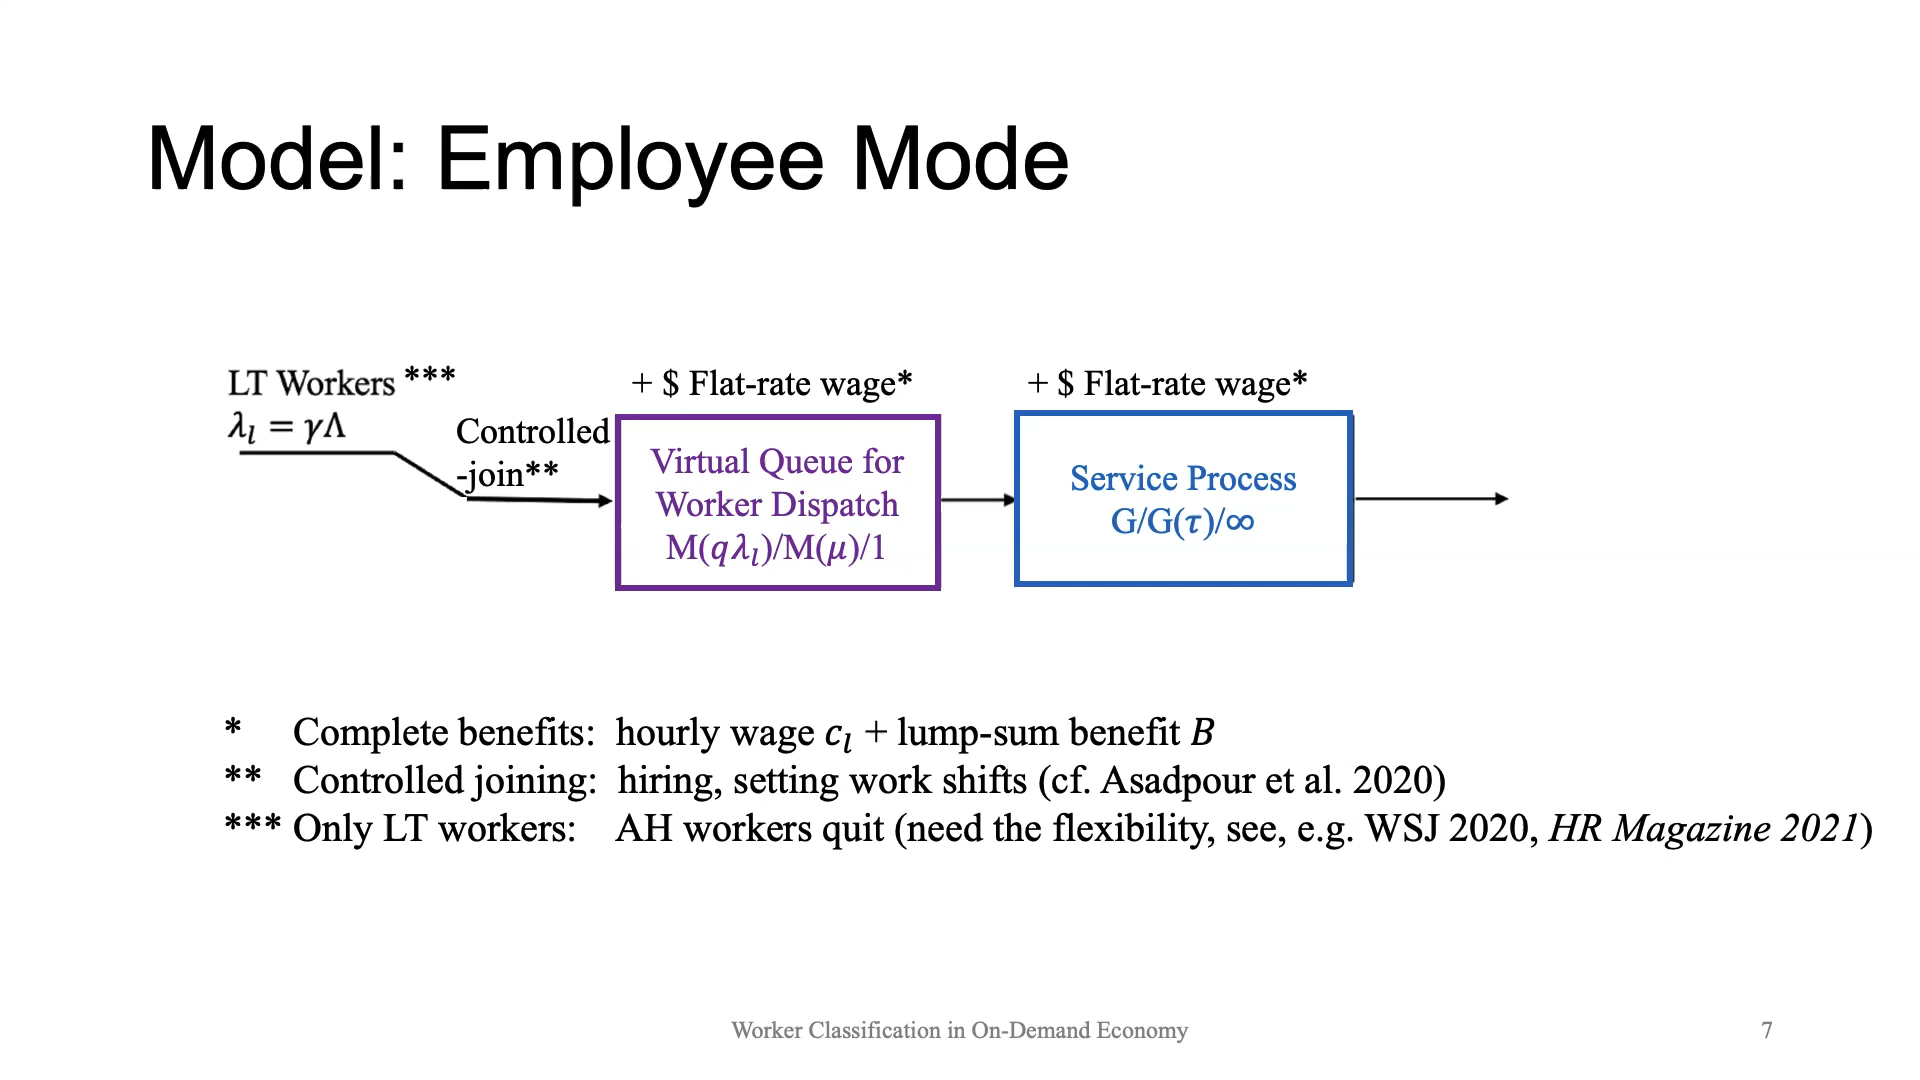 Model: Employee Mode
LT Workers ***
λ_l = γΛ
Controlled
-join**
+ $ Flat-rate wage*
Virtual Queue for
Worker Dispatch
M(qλ_l)/M(μ)/1
+ $ Flat-rate wage*
Service Process
G/G(τ)/∞
* Complete benefits: hourly wage c_l + lump-sum benefit B
** Controlled joining: hiring, setting work shifts (cf. Asadpour et al. 2020)
*** Only LT workers: AH workers quit (need the flexibility, see, e.g. WSJ 2020, HR Magazine 2021)
Worker Classification in On-Demand Economy
7